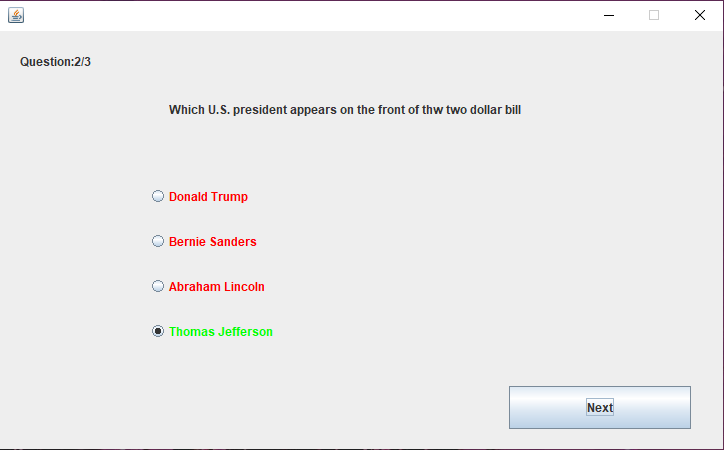 Question:2/3
Which U.S. president appears on the front of thw two dollar bill
Donald Trump
Bernie Sanders
Abraham Lincoln
Thomas Jefferson
Next